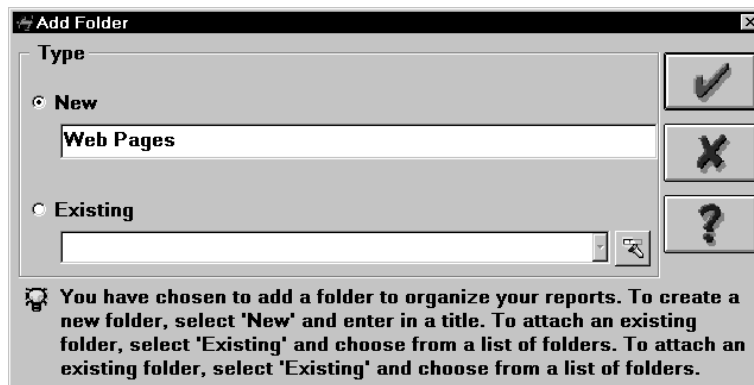 Add Folder
Type
New
Web Pages
Existing
You have chosen to add a folder to organize your reports. To create a
new folder, select 'New' and enter in a title. To attach an existing
folder, select 'Existing' and choose from a list of folders. To attach an
existing folder, select 'Existing' and choose from a list of folders.